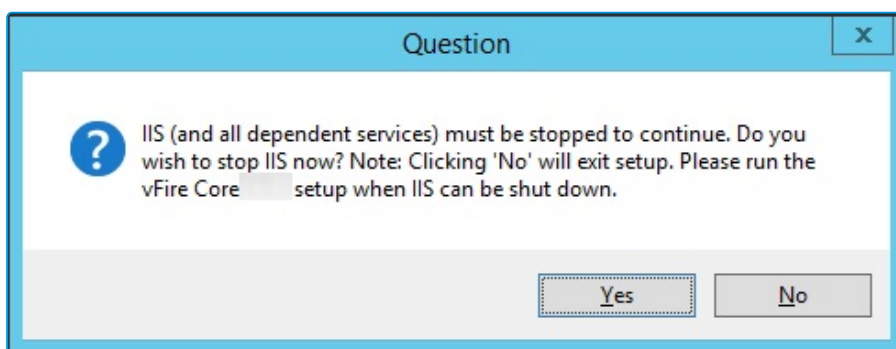 Question
x
IIS (and all dependent services) must be stopped to continue. Do you
wish to stop IIS now? Note: Clicking 'No' will exit setup. Please run the
vFire Core setup when IIS can be shut down.
Yes No